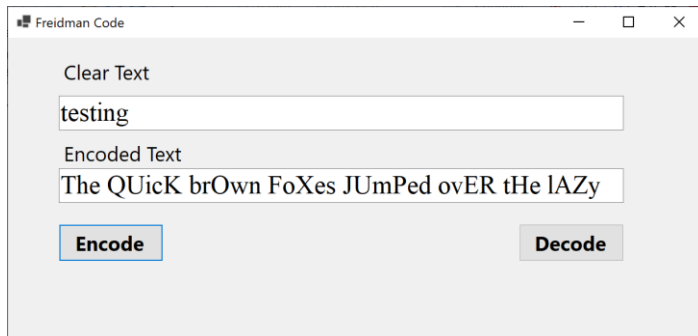 Freidman Code
Clear Text
testing
Encoded Text
The QUicK brOwn FoXes JUmPed ovER tHe lAZy
Encode Decode